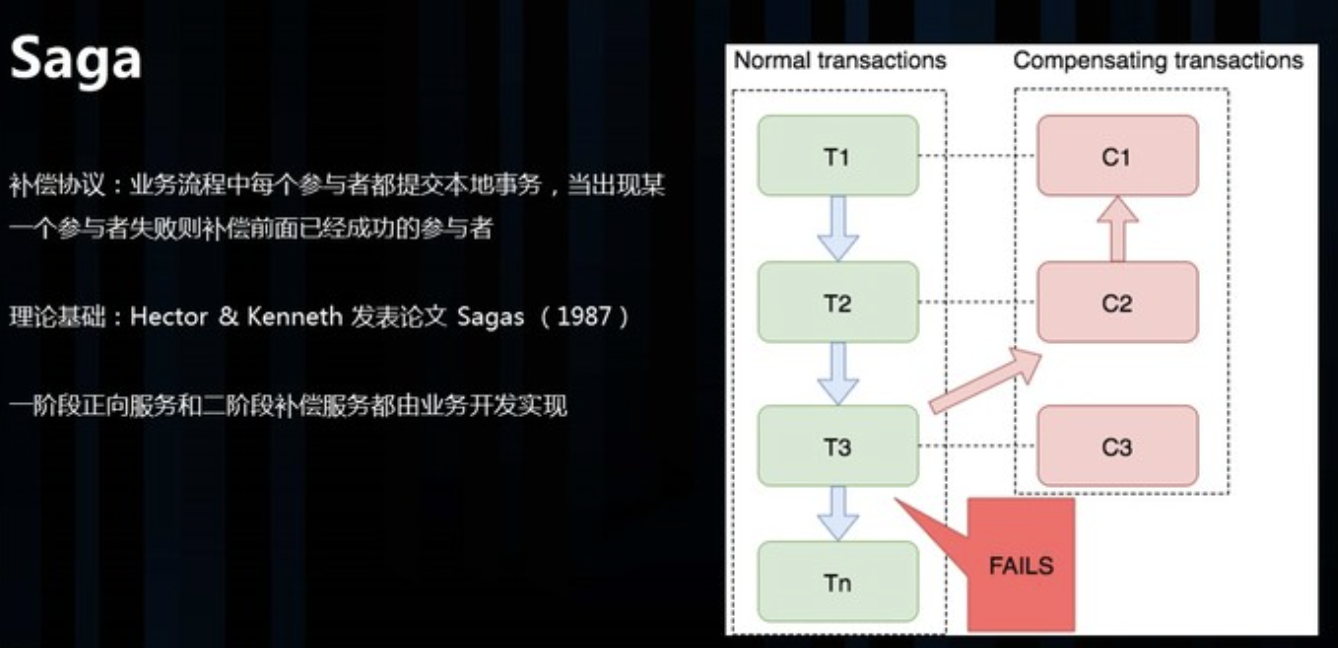 Saga
补偿协议：业务流程中每个参与者都提交本地事务，当出现某
一个参与者失败则补偿前面已经成功的参与者
理论基础：Hector & Kenneth 发表论文 Sagas （1987）
一阶段正向服务和二阶段补偿服务都由业务开发实现
Normal transactions
Compensating transactions
T1
C1
T2
C2
T3
C3
Tn
FAILS